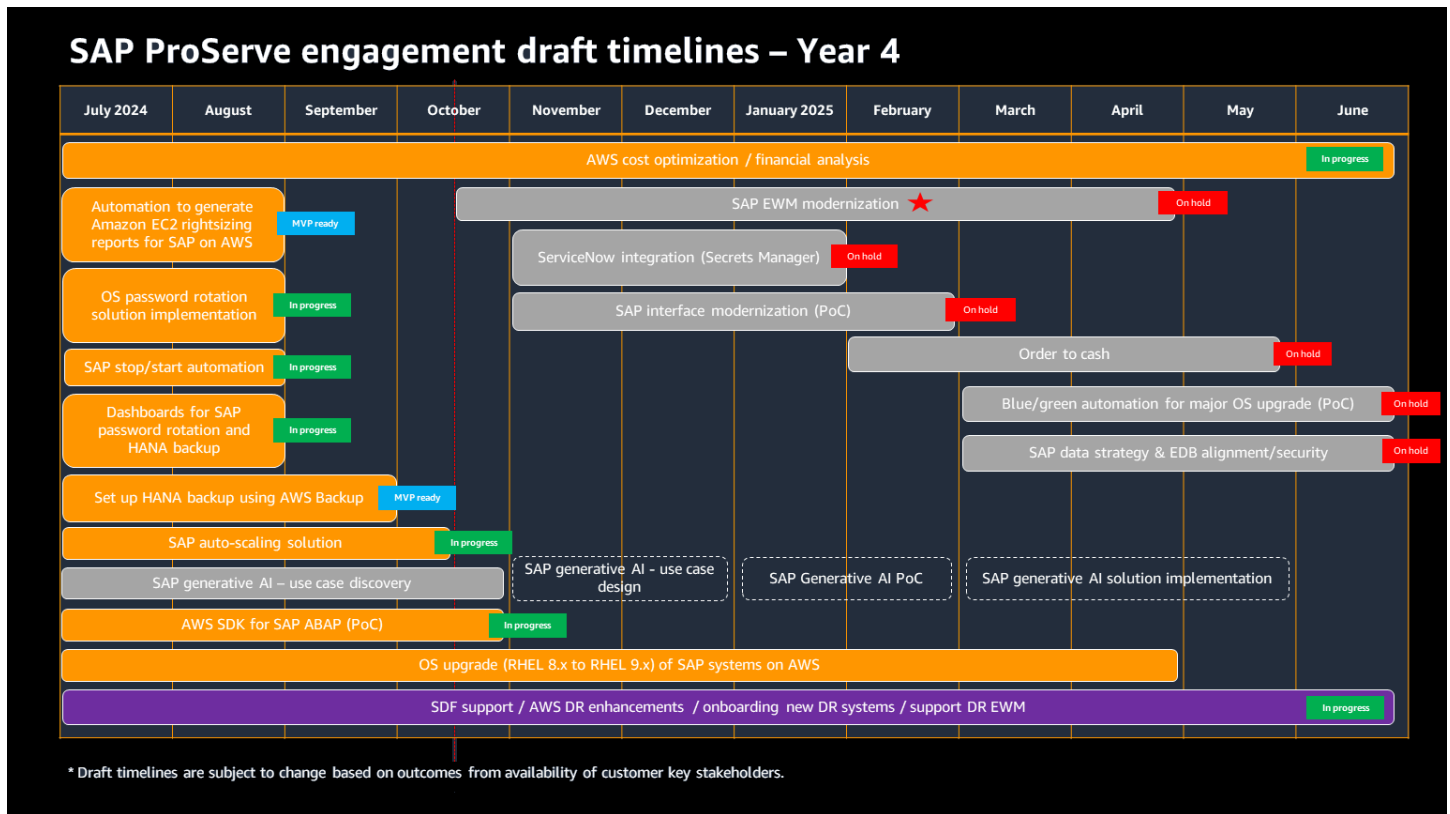 SAP ProServe engagement draft timelines – Year 4
July 2024 August September October November December January 2025 February March April May June
AWS cost optimization / financial analysis
In progress
Automation to generate
Amazon EC2 rightsizing
reports for SAP on AWS
MVP ready
SAP EWM modernization
On hold
ServiceNow integration (Secrets Manager)
On hold
OS password rotation
solution implementation
In progress
SAP interface modernization (PoC)
On hold
SAP stop/start automation
In progress
Order to cash
On hold
Dashboards for SAP
password rotation and
HANA backup
In progress
Blue/green automation for major OS upgrade (PoC)
On hold
SAP data strategy & EDB alignment/security
On hold
Set up HANA backup using AWS Backup
MVP ready
SAP auto-scaling solution
In progress
SAP generative AI – use case discovery
SAP generative AI - use case
design
SAP Generative AI PoC
SAP generative AI solution implementation
AWS SDK for SAP ABAP (PoC)
In progress
OS upgrade (RHEL 8.x to RHEL 9.x) of SAP systems on AWS
SDF support / AWS DR enhancements / onboarding new DR systems / support DR EWM
In progress
* Draft timelines are subject to change based on outcomes from availability of customer key stakeholders.